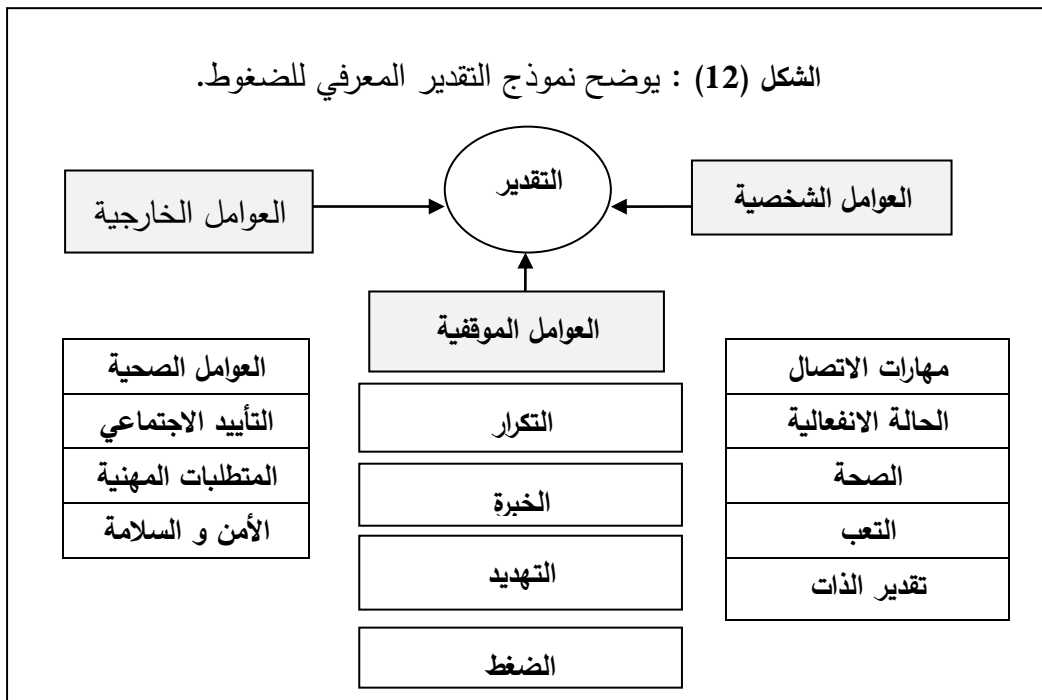 الشكل (12) : يوضح نموذج التقدير المعرفي للضغوط.
التقدير
العوامل الشخصية
العوامل الخارجية
العوامل الموقفية
مهارات الاتصال
الحالة الانفعالية
الصحة
التعب
تقدير الذات
التكرار
الخبرة
التهديد
الضغط
العوامل الصحية
التأييد الاجتماعي
المتطلبات المهنية
الأمن و السلامة